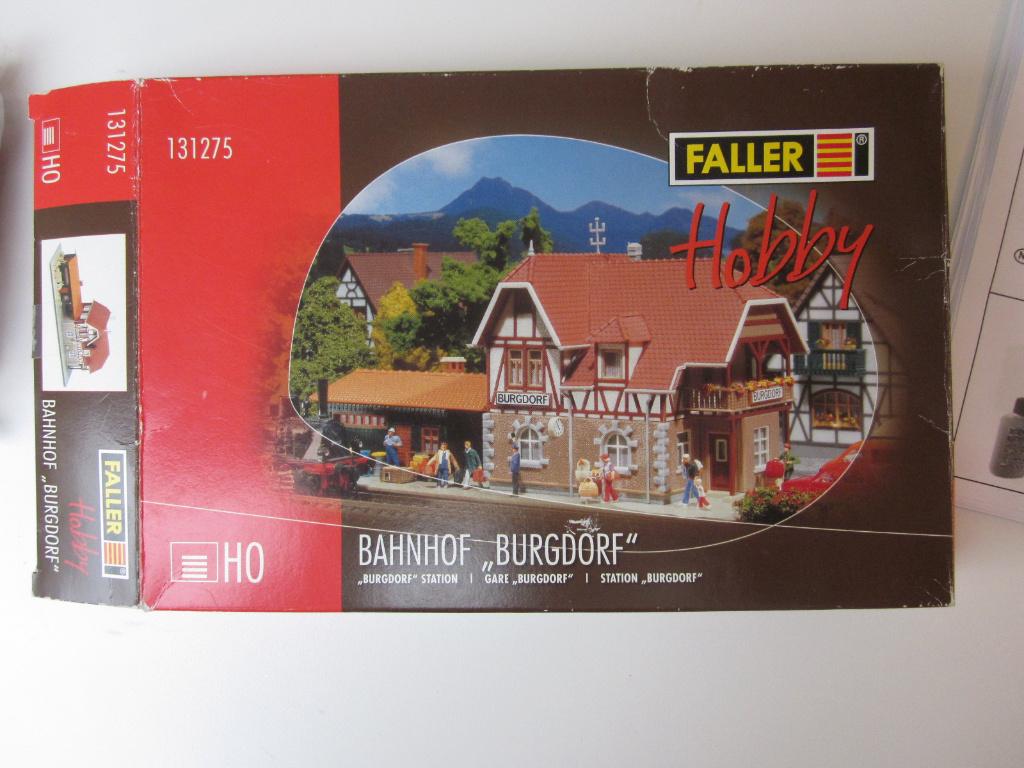 131275
HO
BAHNHOF „BURGDORF“
FALLER
Hobby
131275
FALLER ®
Hobby
BURGDORF
BURGDORF
HO
BAHNHOF „BURGDORF“
„BURGDORF“ STATION | GARE „BURGDORF“ | STATION „BURGDORF“